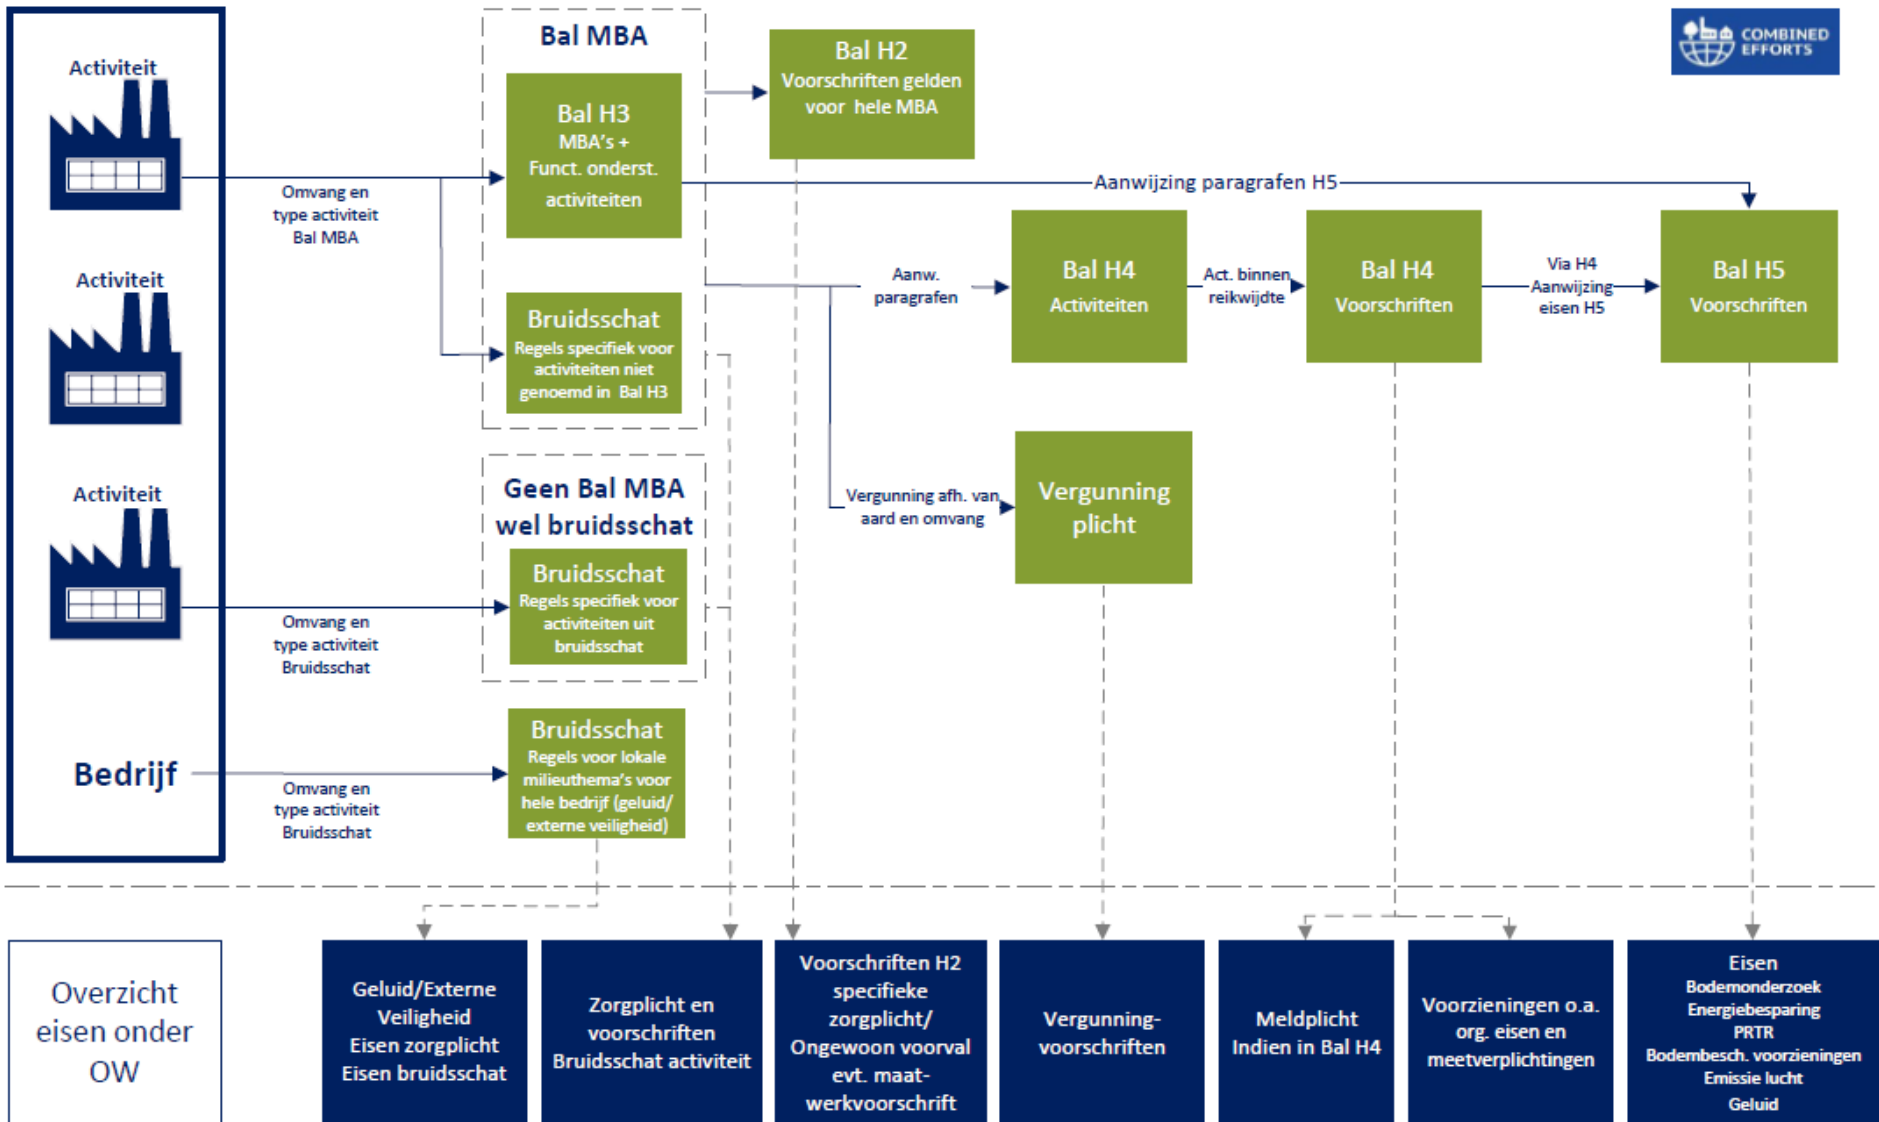 COMBINED
EFFORTS
Activiteit
Activiteit
Activiteit
Bedrijf
Omvang en
type activiteit
Bal MBA
Omvang en
type activiteit
Bruidsschat
Omvang en
type activiteit
Bruidsschat
Bal MBA
Bal H3
MBA's +
Funct. onderst.
activiteiten
Bruidsschat
Regels specifiek voor
activiteiten niet
genoemd in Bal H3
Geen Bal MBA
wel bruidsschat
Bruidsschat
Regels specifiek voor
activiteiten uit
bruidsschat
Bruidsschat
Regels voor lokale
milieuthema's voor
hele bedrijf (geluid/
externe veiligheid)
Bal H2
Voorschriften gelden
voor hele MBA
Aanwijzing paragrafen H5
Aanw.
paragrafen
Bal H4
Activiteiten
Act. binnen
reikwijdte
Bal H4
Voorschriften
Via H4
Aanwijzing
eisen H5
Bal H5
Voorschriften
Vergunning afh. van
aard en omvang
Vergunning
plicht
Overzicht
eisen onder
OW
Geluid/Externe
Veiligheid
Eisen zorgplicht
Eisen bruidsschat
Zorgplicht en
voorschriften
Bruidsschat activiteit
Voorschriften H2
specifieke
zorgplicht/
Ongewoon voorval
evt. maat-
werkvoorschrift
Vergunning-
voorschriften
Meldplicht
Indien in Bal H4
Voorzieningen o.a.
org. eisen en
meetverplichtingen
Eisen
Bodemonderzoek
Energiebesparing
PRTR
Bodembesch. voorzieningen
Emissie lucht
Geluid